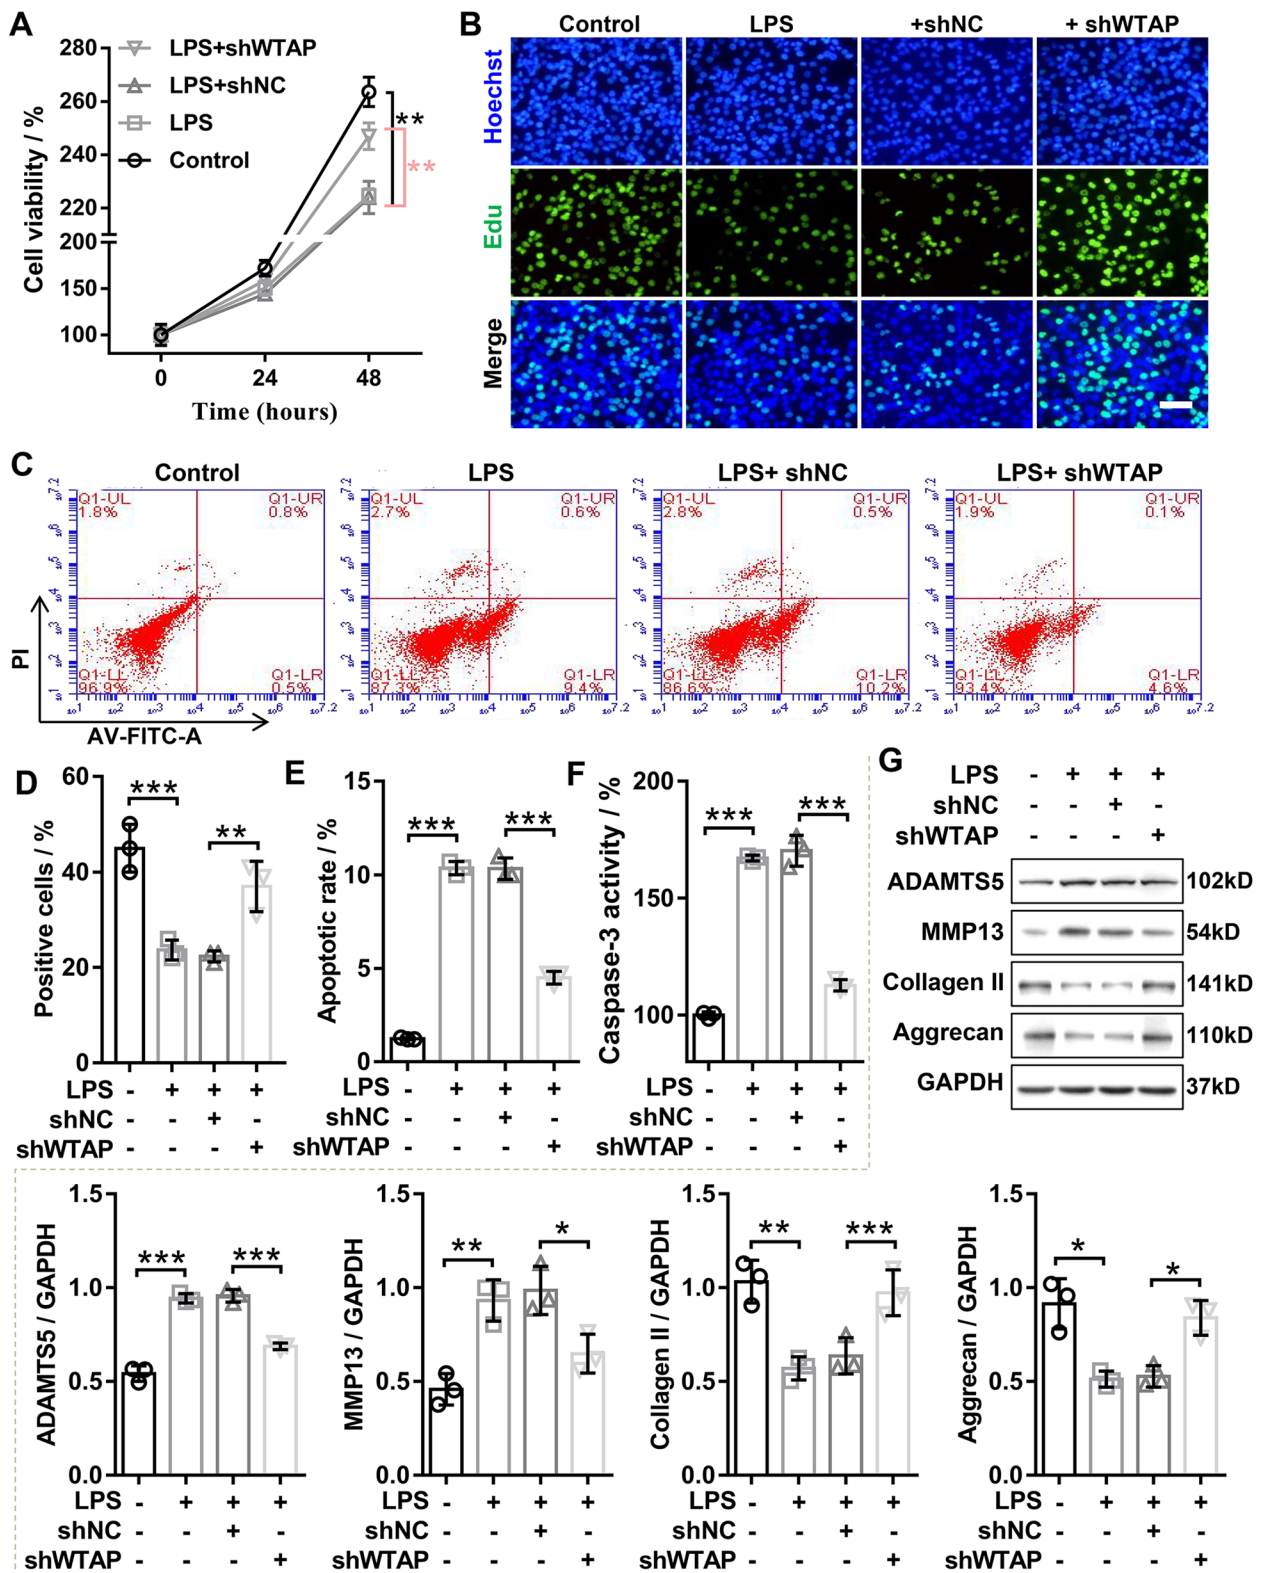 A
280
260
240
220
200
150
100
Cell viability / %
LPS+shWTAP
LPS+shNC
LPS
Control
**
**
0 24 48
Time (hours)
B
Control LPS +shNC + shWTAP
Hoechst
Edu
Merge
C
Control LPS LPS+ shNC LPS+ shWTAP
Q1-UL Q1-UR Q1-UL Q1-UR Q1-UL Q1-UR Q1-UL Q1-UR
1.8% 0.8% 2.7% 0.6% 2.8% 0.5% 1.9% 0.1%
Q1-LL Q1-LR Q1-LL Q1-LR Q1-LL Q1-LR Q1-LL Q1-LR
96.9% 0.5% 87.3% 9.4% 86.6% 10.2% 93.4% 4.6%
10¹ 10² 10³ 10⁴ 10⁵ 10⁶ 10⁷·²
PI
AV-FITC-A
D
60
40
20
0
Positive cells / %
*** **
LPS - + + +
shNC - - + -
shWTAP - - - +
E
15
10
5
0
Apoptotic rate / %
*** ***
LPS - + + +
shNC - - + -
shWTAP - - - +
F
200
150
100
Caspase-3 activity / %
*** ***
LPS - + + +
shNC - - + -
shWTAP - - - +
G
LPS - + + +
shNC - - + -
shWTAP - - - +
ADAMTS5 102kD
MMP13 54kD
Collagen II 141kD
Aggrecan 110kD
GAPDH 37kD
1.5
1.0
0.5
0.0
ADAMTS5 / GAPDH
*** ***
LPS - + + +
shNC - - + -
shWTAP - - - +
1.5
1.0
0.5
0.0
MMP13 / GAPDH
** *
LPS - + + +
shNC - - + -
shWTAP - - - +
1.5
1.0
0.5
0.0
Collagen II / GAPDH
** ***
LPS - + + +
shNC - - + -
shWTAP - - - +
1.5
1.0
0.5
0.0
Aggrecan / GAPDH
* *
LPS - + + +
shNC - - + -
shWTAP - - - +